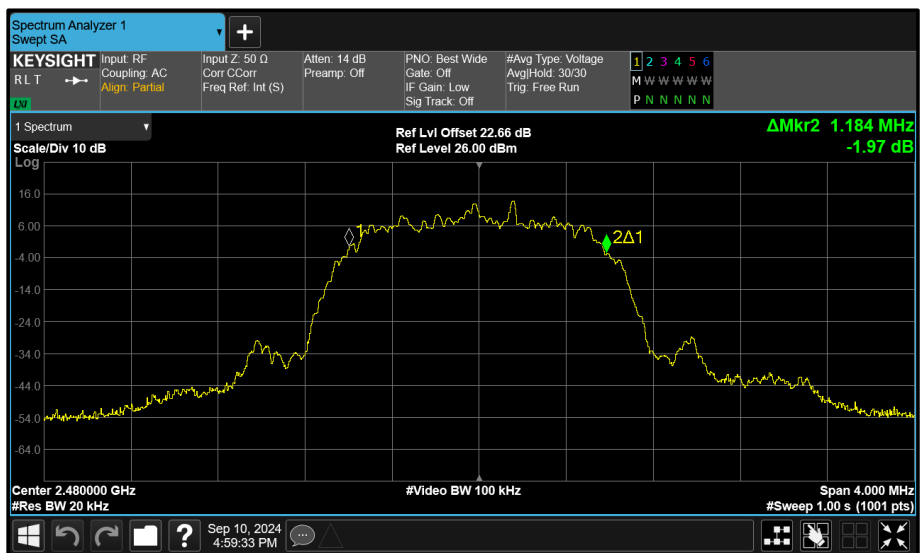 Spectrum Analyzer 1
Swept SA
+
KEYSIGHT
R L T
LXI
Input: RF
Coupling: AC
Align: Partial
Input Z: 50 Ω
Corr CCorr
Freq Ref: Int (S)
Atten: 14 dB
Preamp: Off
PNO: Best Wide
Gate: Off
IF Gain: Low
Sig Track: Off
#Avg Type: Voltage
Avg|Hold: 30/30
Trig: Free Run
1 2 3 4 5 6
M W W W W W
P N N N N N
1 Spectrum
Scale/Div 10 dB
Ref Lvl Offset 22.66 dB
Ref Level 26.00 dBm
ΔMkr2 1.184 MHz
-1.97 dB
Log
16.0
6.00
-4.00
-14.0
-24.0
-34.0
-44.0
-54.0
-64.0
1
2Δ1
Center 2.480000 GHz
#Res BW 20 kHz
#Video BW 100 kHz
Span 4.000 MHz
#Sweep 1.00 s (1001 pts)
?
Sep 10, 2024
4:59:33 PM